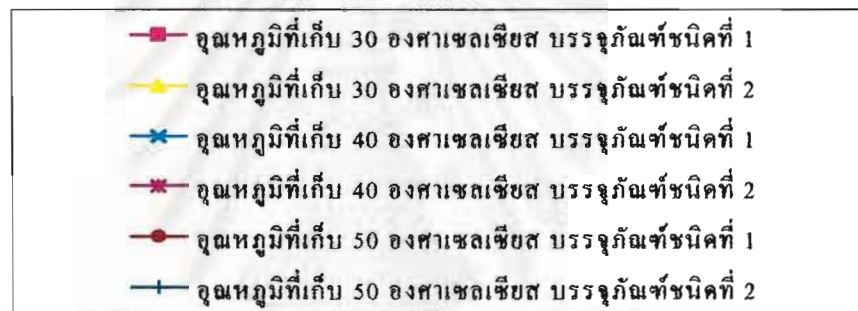 อุณหภูมิที่เก็บ 30 องศาเซลเซียส บรรจุภัณฑ์ชนิดที่ 1
อุณหภูมิที่เก็บ 30 องศาเซลเซียส บรรจุภัณฑ์ชนิดที่ 2
อุณหภูมิที่เก็บ 40 องศาเซลเซียส บรรจุภัณฑ์ชนิดที่ 1
อุณหภูมิที่เก็บ 40 องศาเซลเซียส บรรจุภัณฑ์ชนิดที่ 2
อุณหภูมิที่เก็บ 50 องศาเซลเซียส บรรจุภัณฑ์ชนิดที่ 1
อุณหภูมิที่เก็บ 50 องศาเซลเซียส บรรจุภัณฑ์ชนิดที่ 2